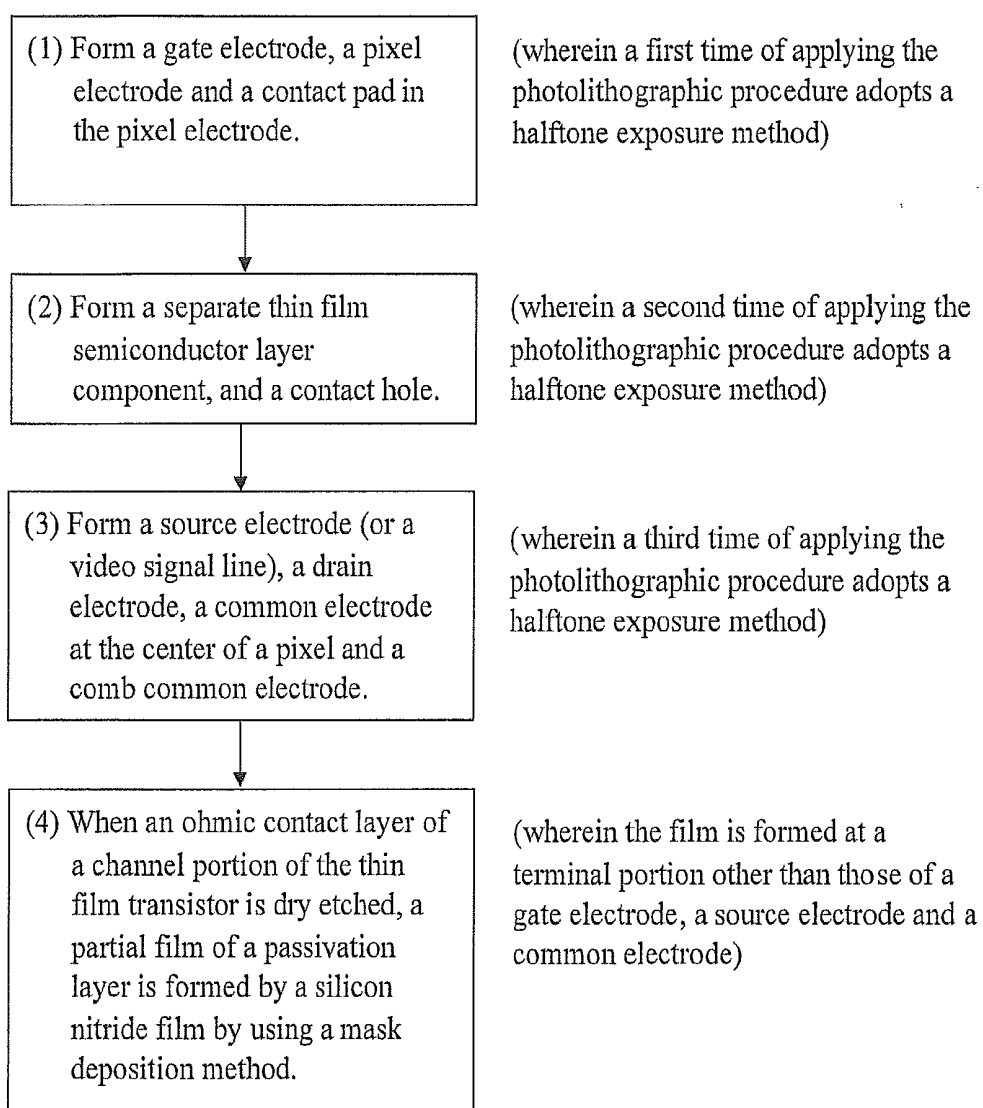 (1) Form a gate electrode, a pixel
electrode and a contact pad in
the pixel electrode.
(wherein a first time of applying the
photolithographic procedure adopts a
halftone exposure method)
(2) Form a separate thin film
semiconductor layer
component, and a contact hole.
(wherein a second time of applying the
photolithographic procedure adopts a
halftone exposure method)
(3) Form a source electrode (or a
video signal line), a drain
electrode, a common electrode
at the center of a pixel and a
comb common electrode.
(wherein a third time of applying the
photolithographic procedure adopts a
halftone exposure method)
(4) When an ohmic contact layer of
a channel portion of the thin
film transistor is dry etched, a
partial film of a passivation
layer is formed by a silicon
nitride film by using a mask
deposition method.
(wherein the film is formed at a
terminal portion other than those of a
gate electrode, a source electrode and a
common electrode)